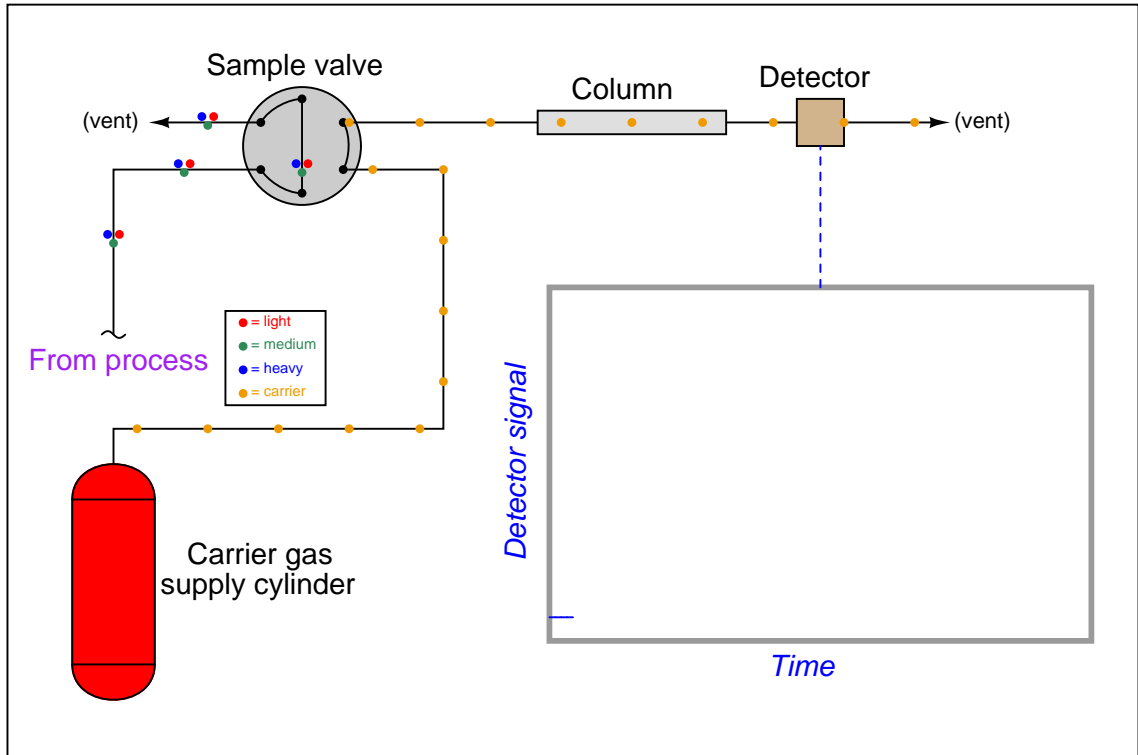 Sample valve
Column
Detector
(vent)
(vent)
= light
= medium
= heavy
= carrier
From process
Detector signal
Carrier gas
supply cylinder
Time